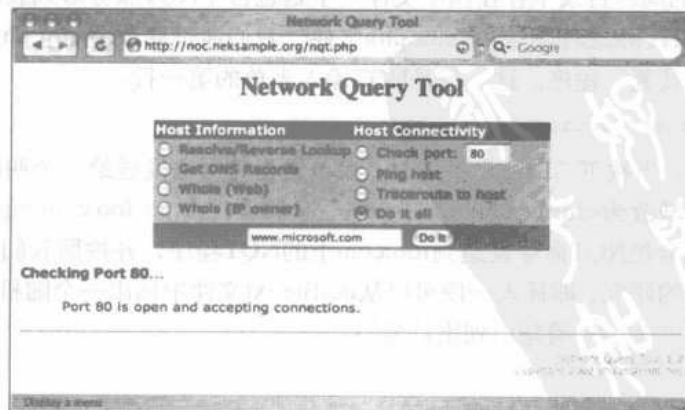 Network Query Tool
http://noc.neksample.org/nqt.php
Q- Google
Network Query Tool
Host Information Host Connectivity
Resolve/Reverse Lookup Check port: 80
Get DNS Records Ping host
Whois (Web) Traceroute to host
Whois (IP owner) Do it all
www.microsoft.com Do It
Checking Port 80...
Port 80 is open and accepting connections.
Display a menu